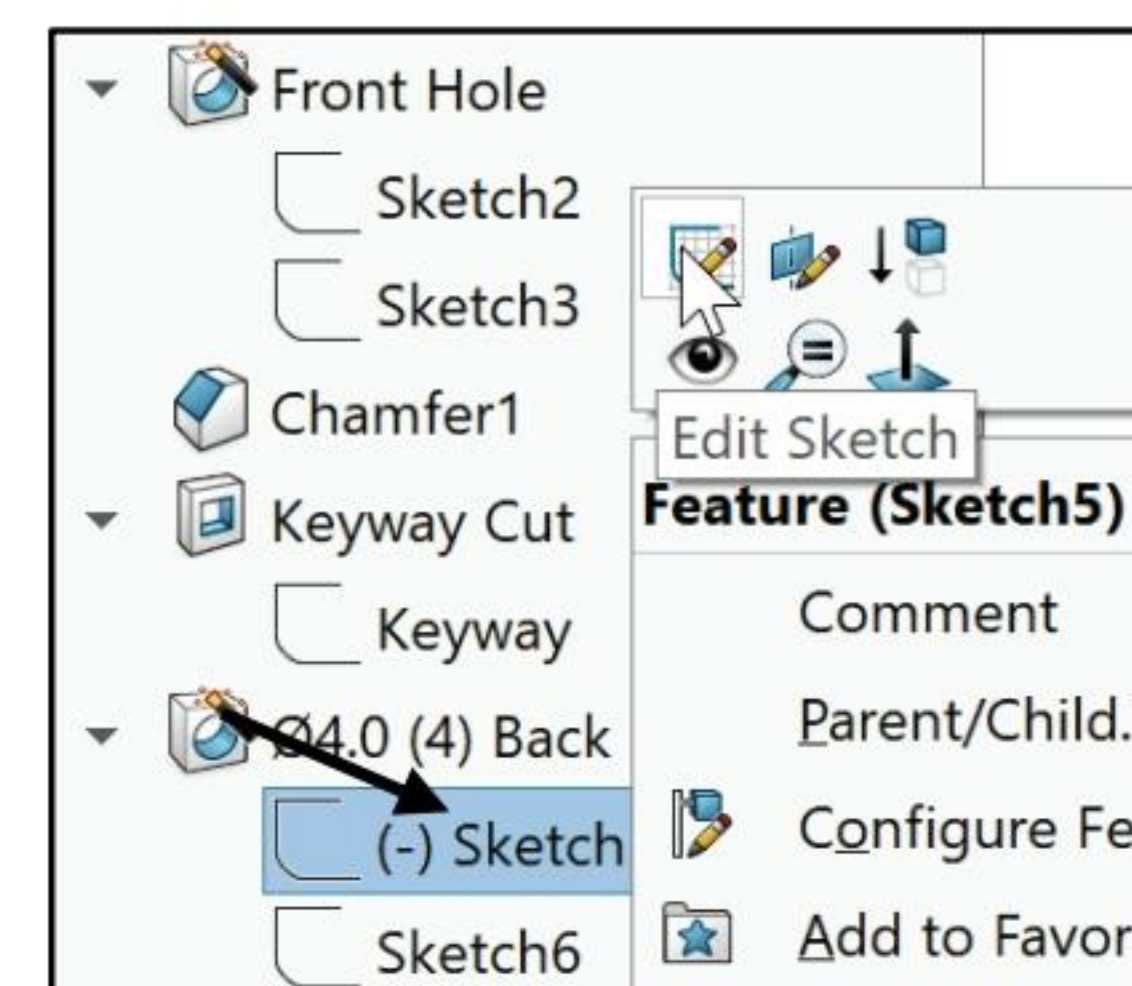 Front Hole
Sketch2
Sketch3
Edit Sketch
Chamfer1
Feature (Sketch5)
Keyway Cut
Comment
Keyway
Parent/Child.
Ø4.0 (4) Back
Configure Fe
(-) Sketch
Add to Favor
Sketch6